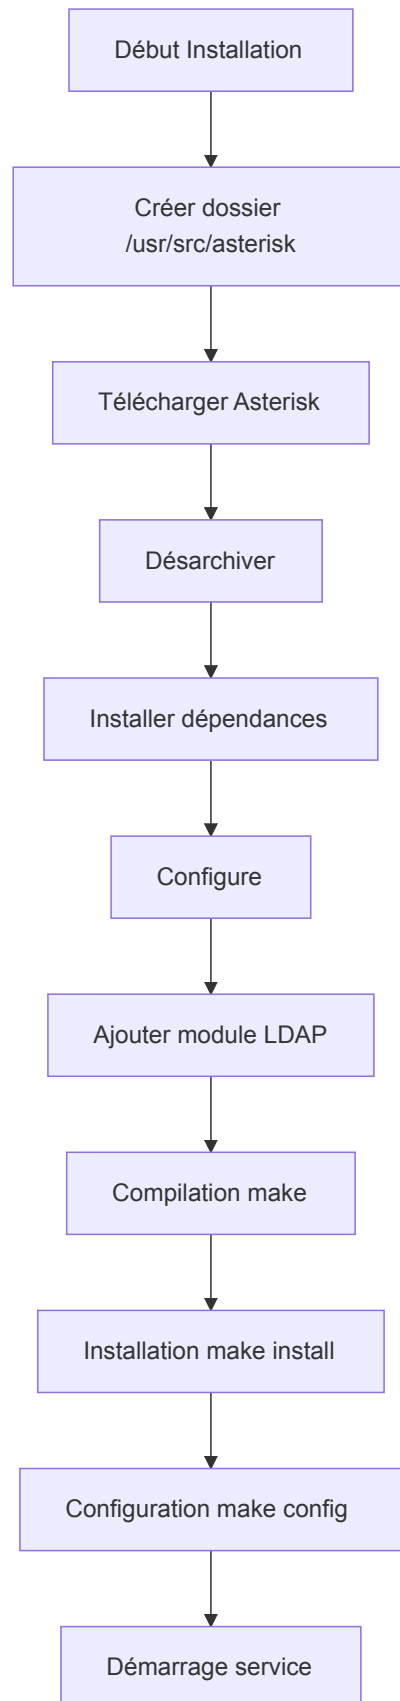 Début Installation
Créer dossier
/usr/src/asterisk
Télécharger Asterisk
Désarchiver
Installer dépendances
Configure
Ajouter module LDAP
Compilation make
Installation make install
Configuration make config
Démarrage service